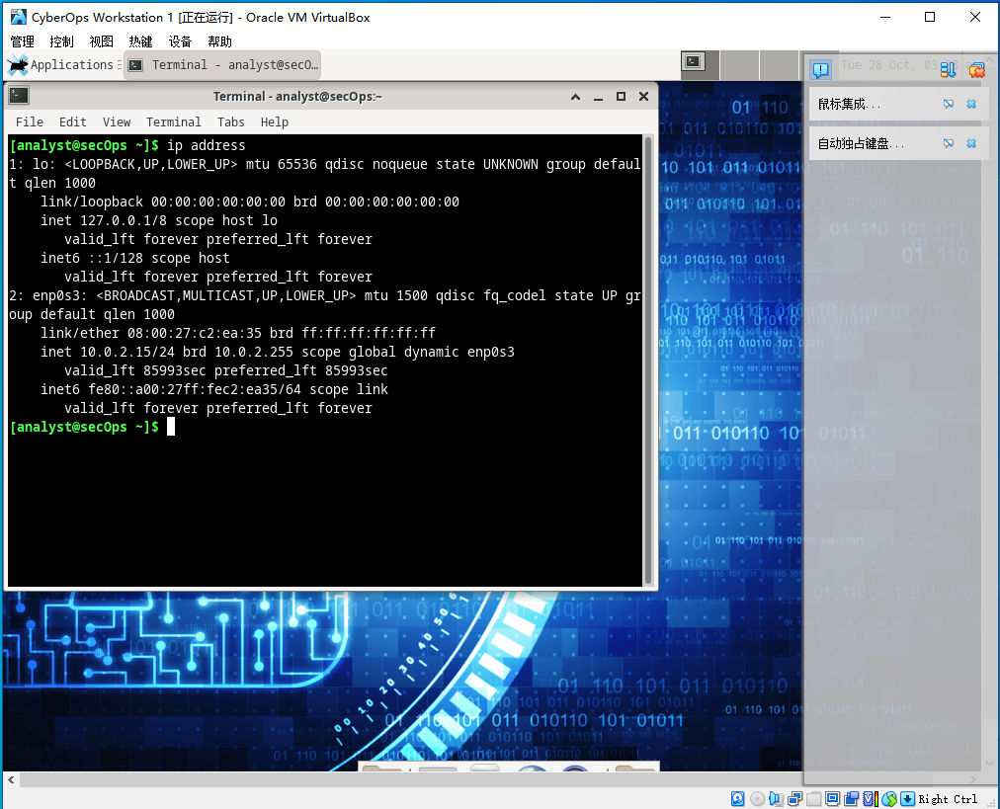 CyberOps Workstation 1 [正在运行] - Oracle VM VirtualBox
管理 控制 视图 热键 设备 帮助
Applications Terminal - analyst@secO... Tue 28 Oct, 03
Terminal - analyst@secOps:~
File Edit View Terminal Tabs Help
[analyst@secOps ~]$ ip address
1: lo: <LOOPBACK,UP,LOWER_UP> mtu 65536 qdisc noqueue state UNKNOWN group defaul
t qlen 1000
link/loopback 00:00:00:00:00:00 brd 00:00:00:00:00:00
inet 127.0.0.1/8 scope host lo
valid_lft forever preferred_lft forever
inet6 ::1/128 scope host
valid_lft forever preferred_lft forever
2: enp0s3: <BROADCAST,MULTICAST,UP,LOWER_UP> mtu 1500 qdisc fq_codel state UP gr
oup default qlen 1000
link/ether 08:00:27:c2:ea:35 brd ff:ff:ff:ff:ff:ff
inet 10.0.2.15/24 brd 10.0.2.255 scope global dynamic enp0s3
valid_lft 85993sec preferred_lft 85993sec
inet6 fe80::a00:27ff:fec2:ea35/64 scope link
valid_lft forever preferred_lft forever
[analyst@secOps ~]$
鼠标集成...
自动独占键盘...
00 10 20 30 40 50
Right Ctrl